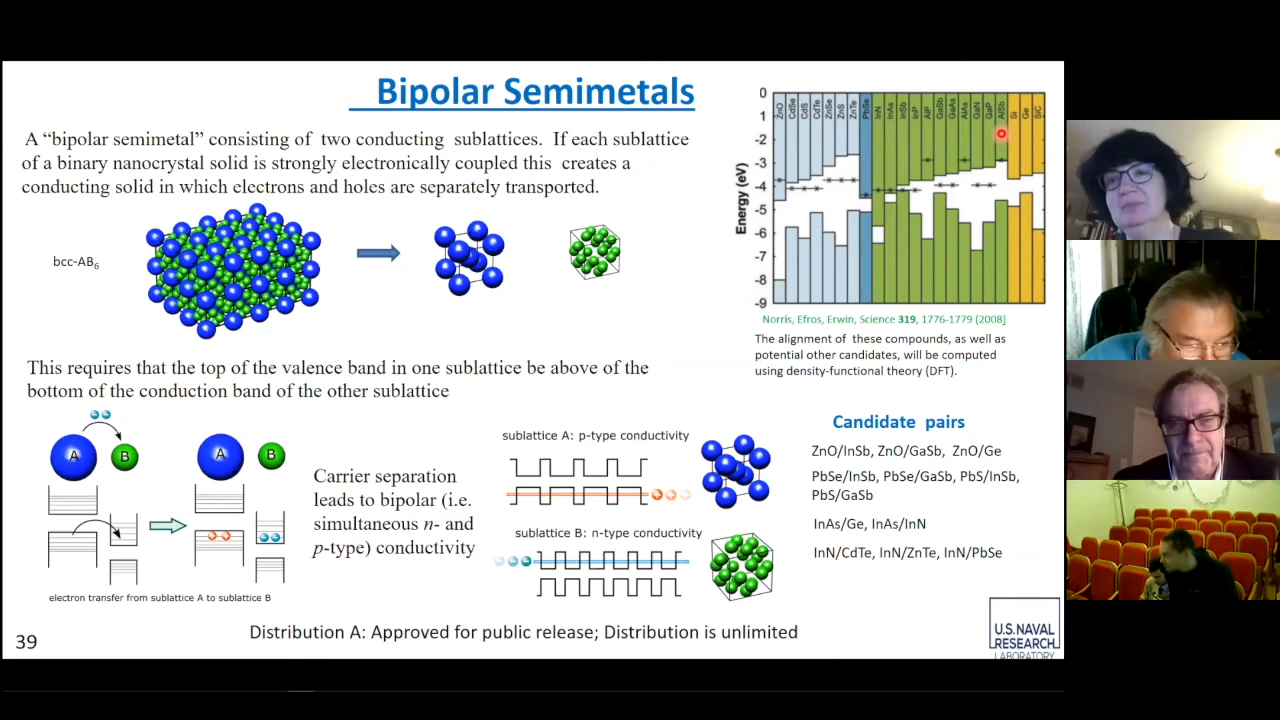 Bipolar Semimetals
A “bipolar semimetal” consisting of two conducting sublattices. If each sublattice
of a binary nanocrystal solid is strongly electronically coupled this creates a
conducting solid in which electrons and holes are separately transported.
bcc-AB6
This requires that the top of the valence band in one sublattice be above of the
bottom of the conduction band of the other sublattice
A
B
A
B
electron transfer from sublattice A to sublattice B
Carrier separation
leads to bipolar (i.e.
simultaneous n- and
p-type) conductivity
sublattice A: p-type conductivity
sublattice B: n-type conductivity
Energy (eV)
0
1
-2
-3
-4
-5
-6
-7
-8
-9
ZnO
CdSe
CdS
CdTe
ZnSe
ZnS
ZnTe
PbSe
InN
InAs
InSb
InP
AlP
GaSb
GaAs
AlAs
GaN
GaP
AlSb
Si
Ge
SiC
Norris, Efros, Erwin, Science 319, 1776-1779 (2008]
The alignment of these compounds, as well as
potential other candidates, will be computed
using density-functional theory (DFT).
Candidate pairs
ZnO/InSb, ZnO/GaSb, ZnO/Ge
PbSe/InSb, PbSe/GaSb, PbS/InSb,
PbS/GaSb
InAs/Ge, InAs/InN
InN/CdTe, InN/ZnTe, InN/PbSe
Distribution A: Approved for public release; Distribution is unlimited
39
U.S. NAVAL
RESEARCH
LABORATORY